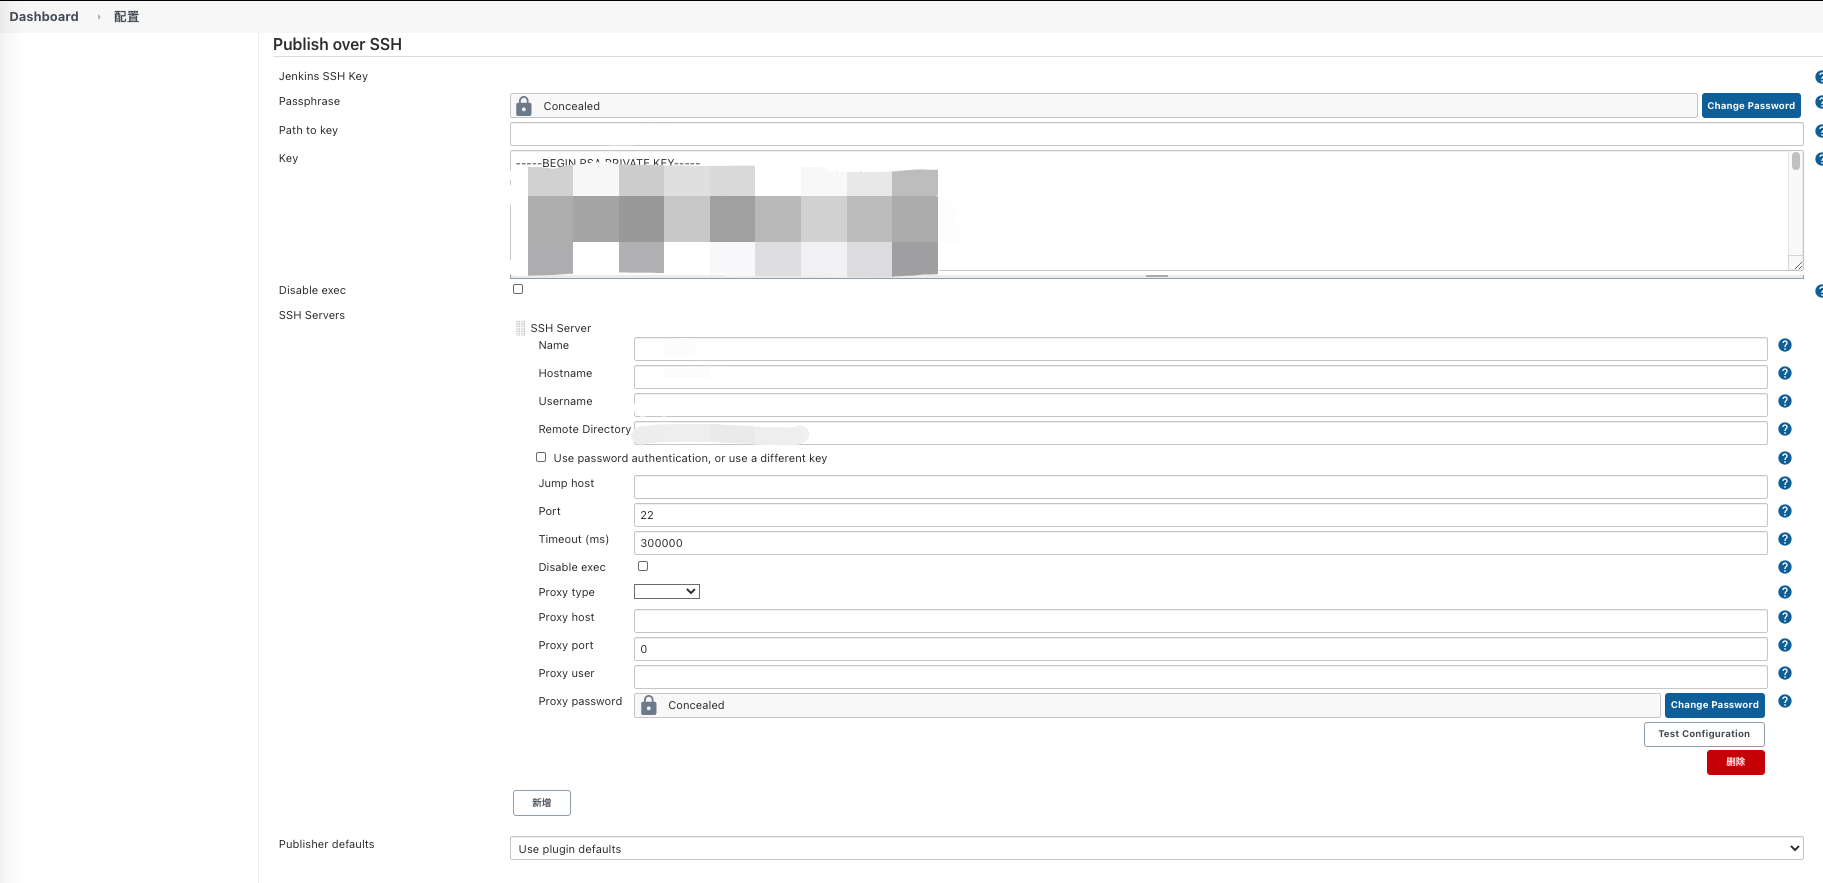 Dashboard 配置
Publish over SSH
Jenkins SSH Key
Passphrase Concealed Change Password
Path to key
Key -----BEGIN RSA PRIVATE KEY-----
Disable exec
SSH Servers
SSH Server
Name
Hostname
Username
Remote Directory
Use password authentication, or use a different key
Jump host
Port 22
Timeout (ms) 300000
Disable exec
Proxy type
Proxy host
Proxy port 0
Proxy user
Proxy password Concealed Change Password
Test Configuration
删除
新增
Publisher defaults Use plugin defaults